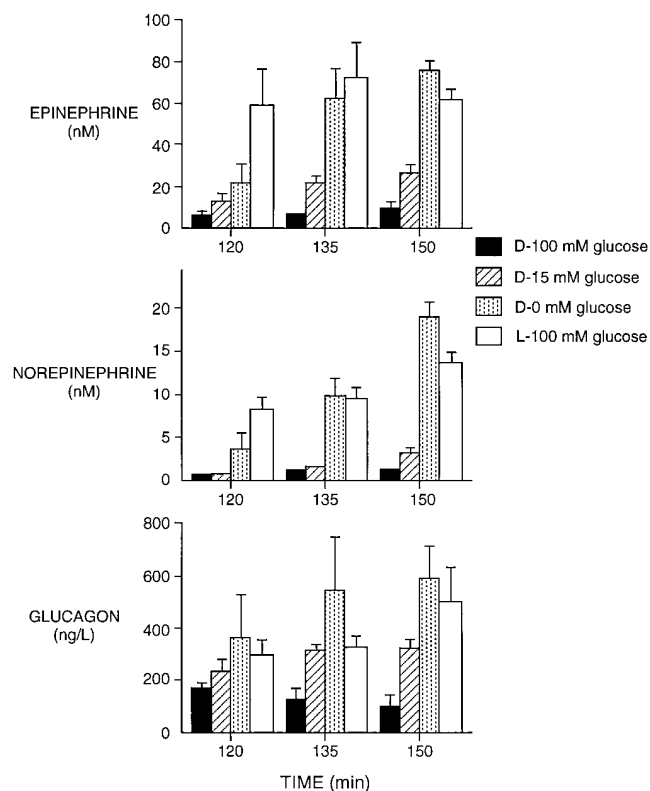 100
80
60
40
20
0
EPINEPHRINE
(nM)
120
135
150
D-100 mM glucose
D-15 mM glucose
D-0 mM glucose
L-100 mM glucose
20
15
10
5
0
NOREPINEPHRINE
(nM)
120
135
150
800
600
400
200
0
GLUCAGON
(ng/L)
120
135
150
TIME (min)